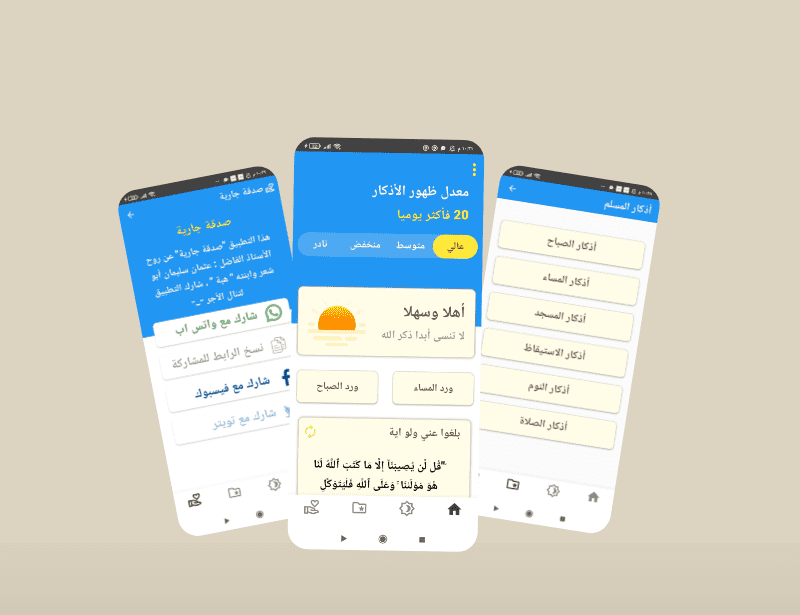 ١٠:٢٦ م
صدقة جارية
صدقة جارية
هذا التطبيق "صدقة جارية" عن روح
الأستاذ الفاضل : عثمان سليمان أبو
شعر وابنته " هبة " ، شارك التطبيق
لتنال الأجر
شارك مع واتس اب
نسخ الرابط للمشاركة
شارك مع فيسبوك
شارك مع تويتر
١٠:٢٦ م
معدل ظهور الأذكار
20 فأكثر يوميا
عالي متوسط منخفض نادر
أهلا وسهلا
لا تنسى أبدا ذكر الله
ورد المساء ورد الصباح
بلغوا عني ولو اية
"قُل لَّن يُصِيبَنَآ إِلَّا مَا كَتَبَ ٱللَّهُ لَنَا
هُوَ مَوْلَىٰنَا ۚ وَعَلَى ٱللَّهِ فَلْيَتَوَكَّلِ
أذكار المسلم
أذكار الصباح
أذكار المساء
أذكار المسجد
أذكار الاستيقاظ
أذكار النوم
أذكار الصلاة